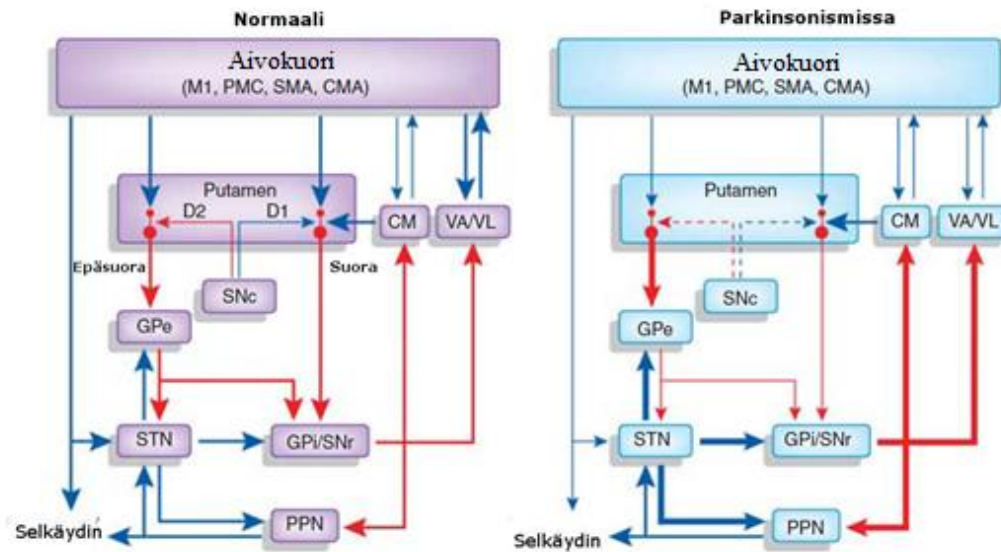 Normaali
Aivokuori
(M1, PMC, SMA, CMA)
Putamen
D2
D1
CM
VA/VL
Epäsuora
Suora
SNc
GPe
STN
GPi/SNr
Selkäydin
PPN
Parkinsonismissa
Aivokuori
(M1, PMC, SMA, CMA)
Putamen
CM
VA/VL
SNc
GPe
STN
GPi/SNr
Selkäydin
PPN